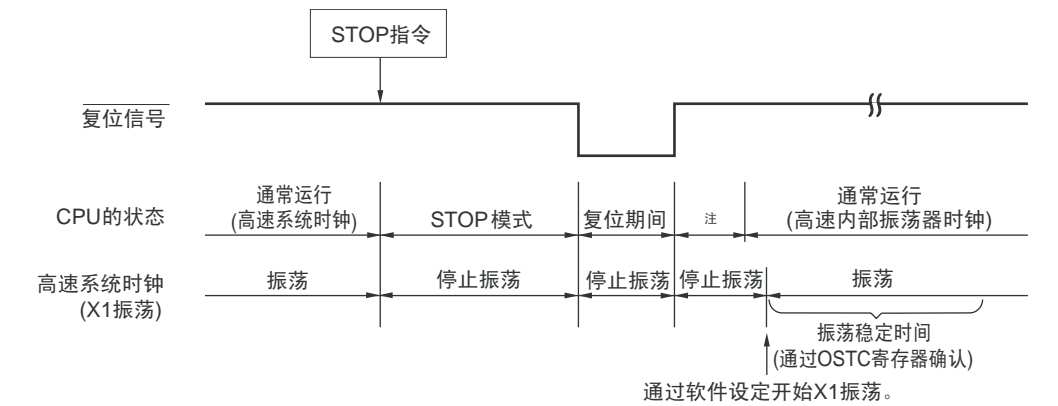 STOP指令
复位信号
通常运行
(高速系统时钟)
通常运行
(高速内部振荡器时钟)
CPU的状态
STOP模式
复位期间
注
高速系统时钟
(X1振荡)
振荡
停止振荡
停止振荡
停止振荡
振荡
振荡稳定时间
(通过OSTC寄存器确认)
通过软件设定开始X1振荡。